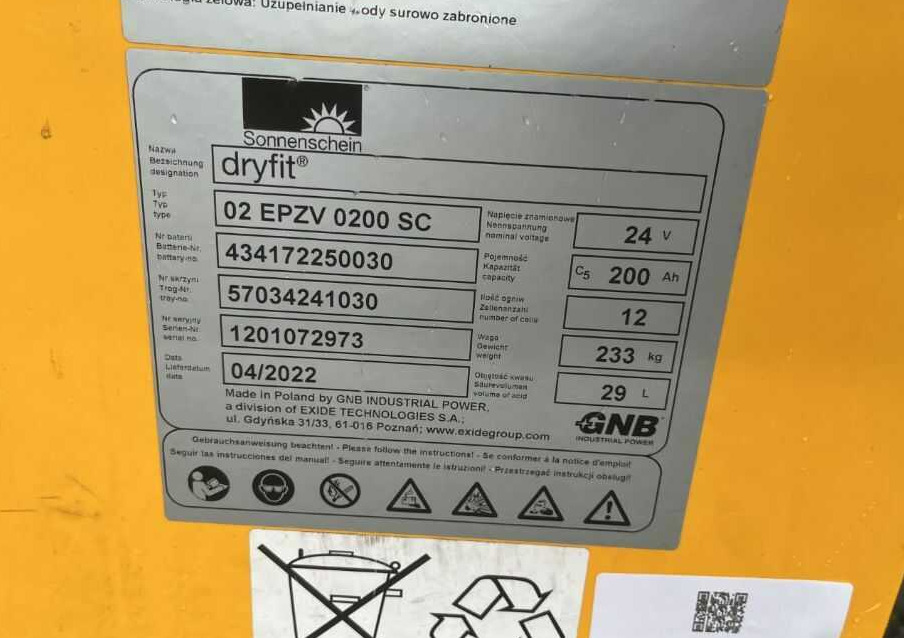 żelowa: Uzupełnianie wody surowo zabronione
Sonnenschein
Nazwa
Bezeichnung
designation
dryfit®
Typ
Typ
type
02 EPZV 0200 SC
Napięcie znamionowe
Nennspannung
nominal voltage
24 V
Nr baterii
Batterie-Nr.
battery-no.
434172250030
Pojemność
Kapazität
capacity
C5 200 Ah
Nr skrzyni
Trog-Nr.
tray-no.
57034241030
Ilość ogniw
Zellenanzahl
number of cells
12
Nr seryjny
Serien-Nr
serial no.
1201072973
Waga
Gewicht
weight
233 kg
Data
Lieferdatum
date
04/2022
Objętość kwasu
Säurevolumen
volume of acid
29 L
Made in Poland by GNB INDUSTRIAL POWER,
a division of EXIDE TECHNOLOGIES S.A.;
ul. Gdyńska 31/33, 61-016 Poznań; www.exidegroup.com
GNB®
INDUSTRIAL POWER
Gebrauchsanweisung beachten! - Please follow the instructions! - Se conformer à la notice d'emploi!
Seguir las instrucciones del manual! - Seguire attentamente le istruzioni! - Przestrzegać instrukcji obsługi!